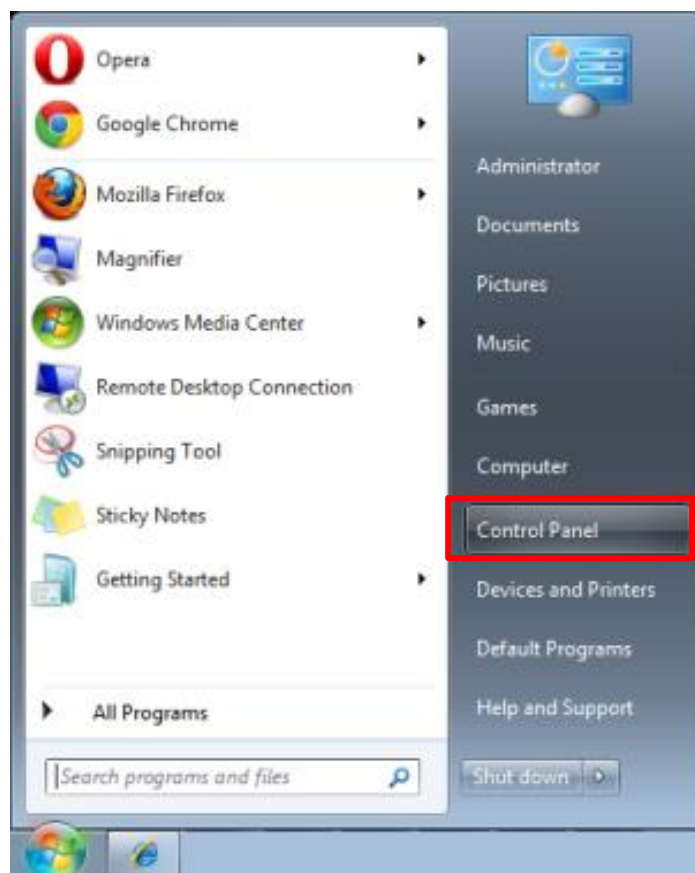 Opera
Google Chrome
Mozilla Firefox
Magnifier
Windows Media Center
Remote Desktop Connection
Snipping Tool
Sticky Notes
Getting Started
All Programs
Search programs and files
Administrator
Documents
Pictures
Music
Games
Computer
Control Panel
Devices and Printers
Default Programs
Help and Support
Shut down